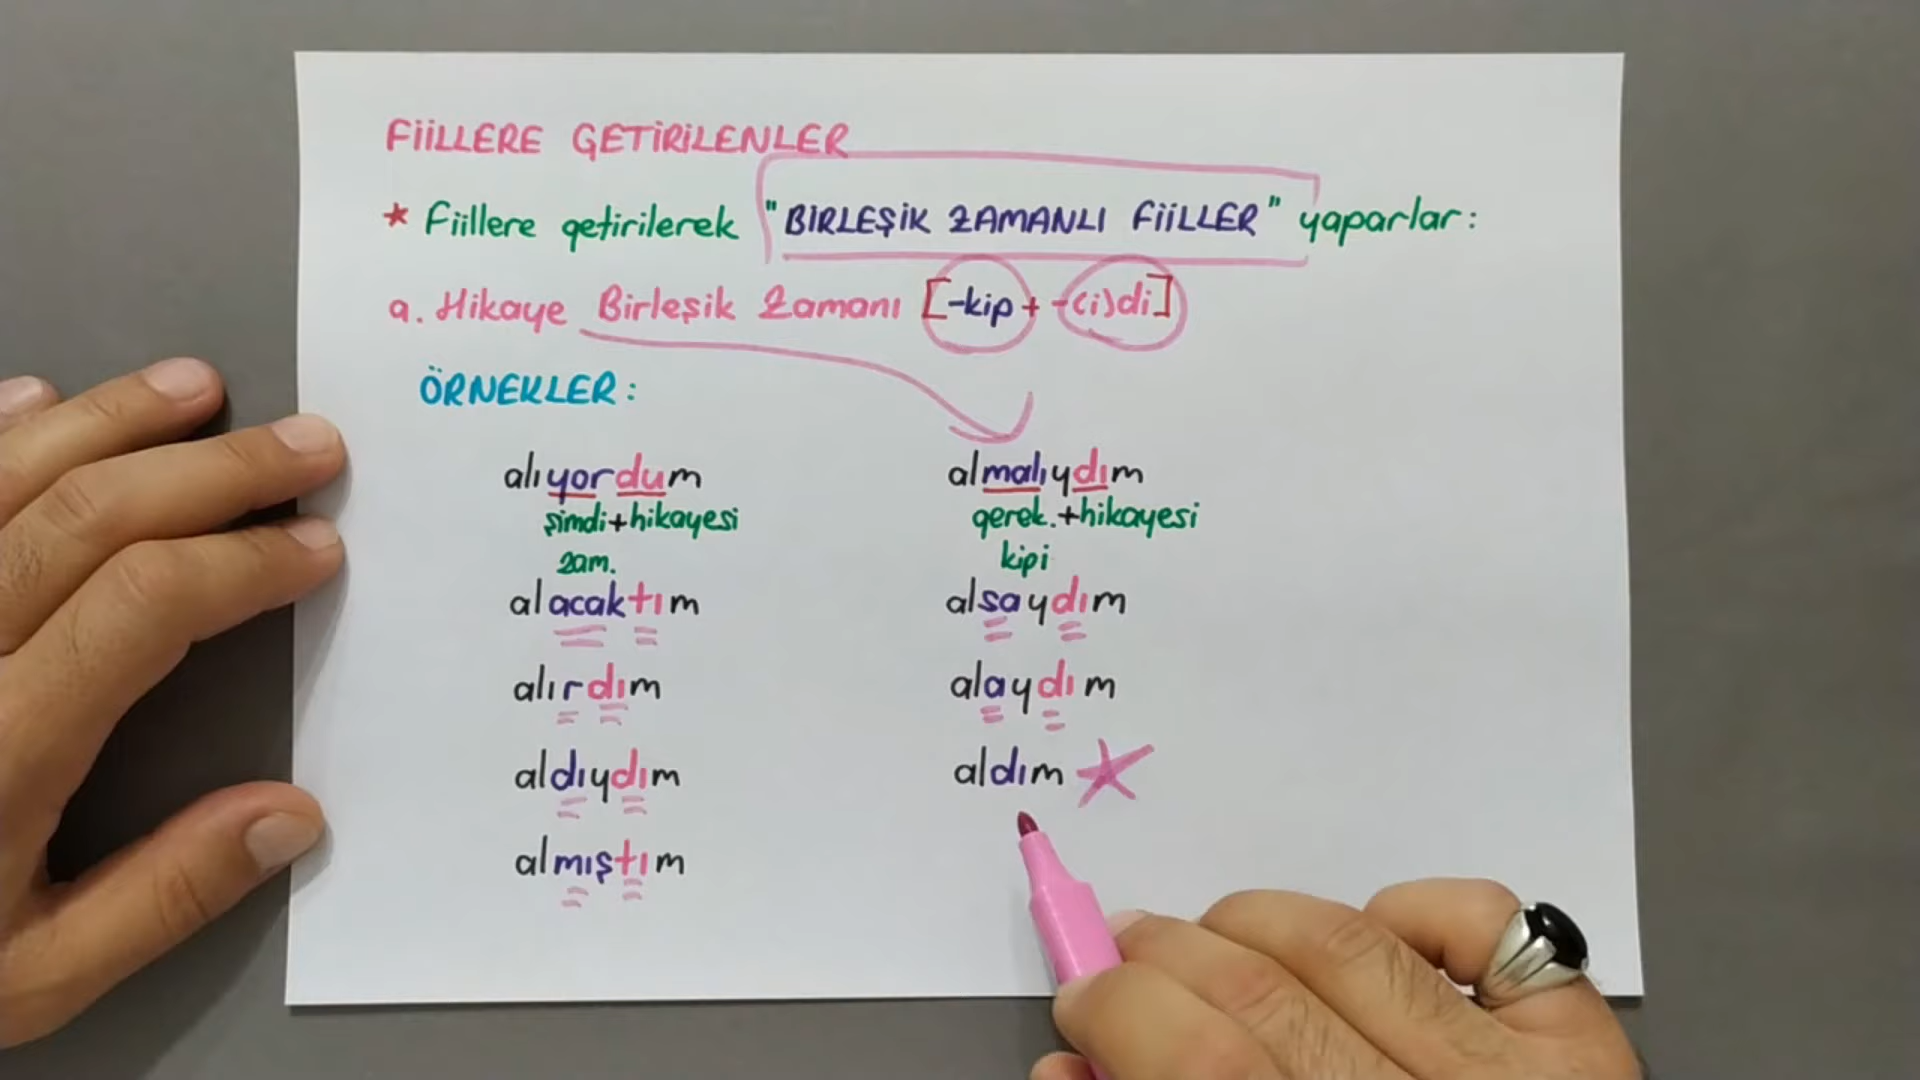 FİİLLERE GETİRİLENLER
* Fiillere getirilerek "BİRLEŞİK ZAMANLI FİİLLER" yaparlar:
a. Hikaye Birleşik Zamanı [-kip + -(i)di]
ÖRNEKLER:
alıyordum
şimdi+hikayesi
zam.
alacaktım
alırdım
aldıydım
almıştım
almalıydım
gerek.+hikayesi
kipi
alsaydım
alaydım
aldım